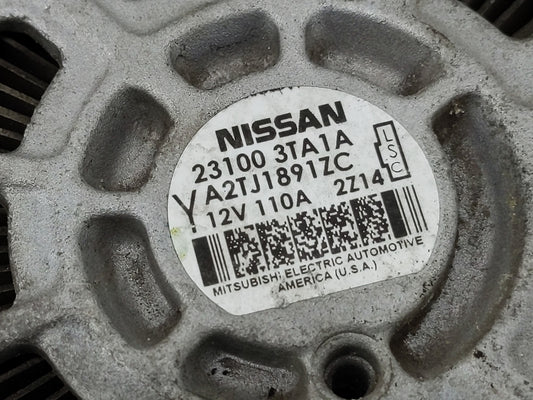 NISSAN
23100 3TA1A
A2TJ1891ZC
Y 12V 110A 2Z14
LSC
MITSUBISHI ELECTRIC AUTOMOTIVE
AMERICA (U.S.A.)